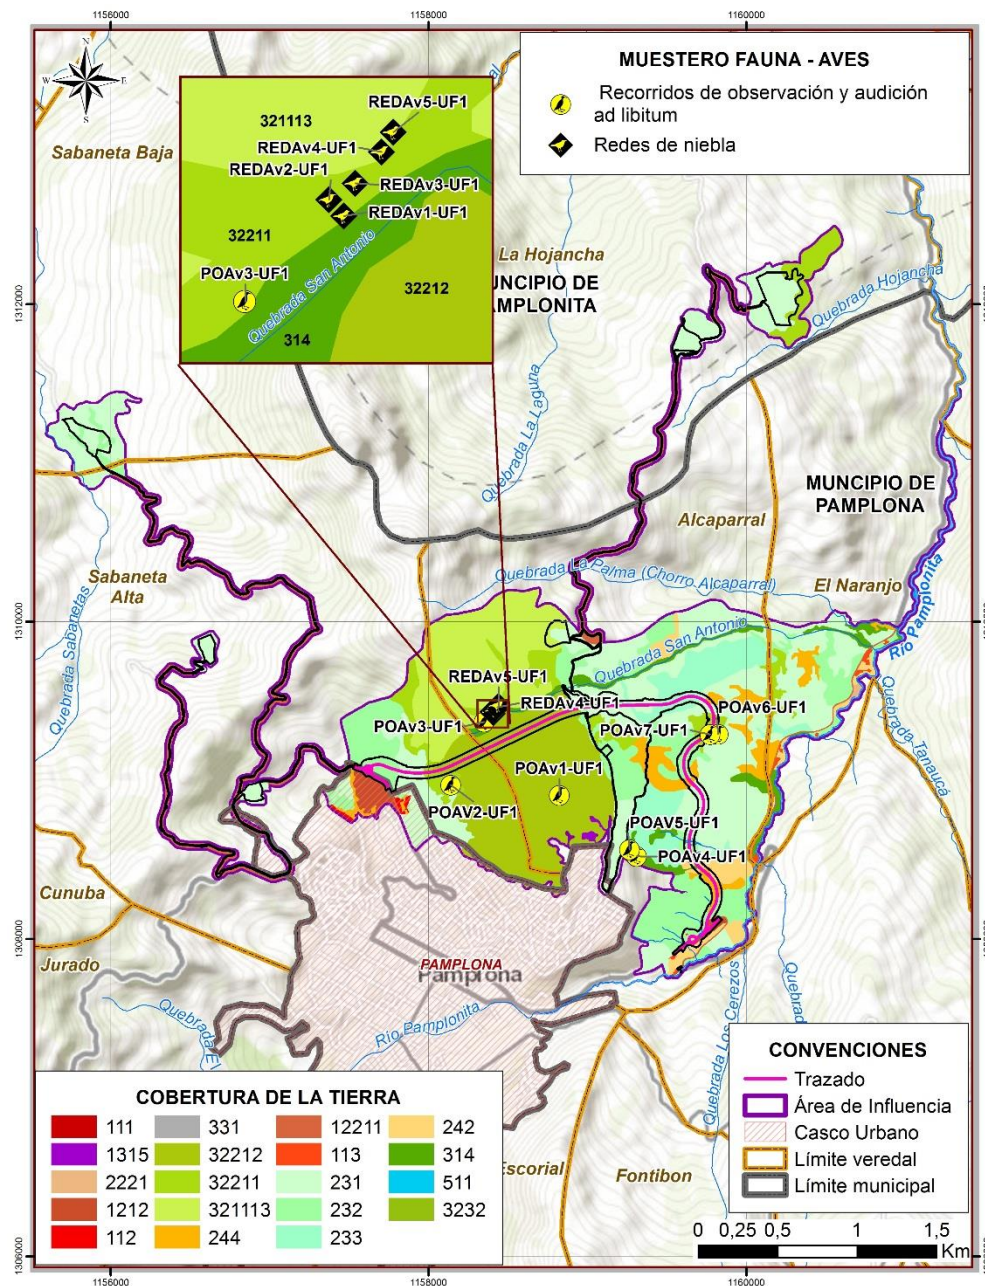 1156000
1158000
1160000
MUESTERO FAUNA - AVES
Recorridos de observación y audición
ad libitum
Redes de niebla
N
W
E
S
Sabaneta Baja
321113
REDAv5-UF1
REDAv4-UF1
REDAv2-UF1
REDAv3-UF1
REDAv1-UF1
32211
POAv3-UF1
Quebrada San Antonio
32212
314
La Hojancha
UNCIPIO DE
AMPLONITA
Quebrada Hojancha
1312000
Quebrada La Laguna
MUNCIPIO DE
PAMPLONA
Alcaparral
Sabaneta
Alta
Quebrada La Palma (Chorro Alcaparral)
El Naranjo
Río Pamplonita
1310000
Quebrada Sabanetas
Quebrada San Antonio
Quebrada Tanaucá
REDAv5-UF1
REDAv4-UF1
POAv3-UF1
POAv6-UF1
POAv7-UF1
POAv1-UF1
POAV2-UF1
POAV5-UF1
POAv4-UF1
Cunuba
1308000
Jurado
PAMPLONA
Pamplona
Río Pamplonita
Quebrada El
Quebrada Los Cerezos
Quebrad
Escorial
Fontibon
COBERTURA DE LA TIERRA
111
331
12211
242
1315
32212
113
314
2221
32211
231
511
1212
321113
232
3232
112
244
233
CONVENCIONES
Trazado
Área de Influencia
Casco Urbano
Límite veredal
Límite municipal
0 0,25 0,5 1 1,5
Km
1306000
1156000
1158000
1160000